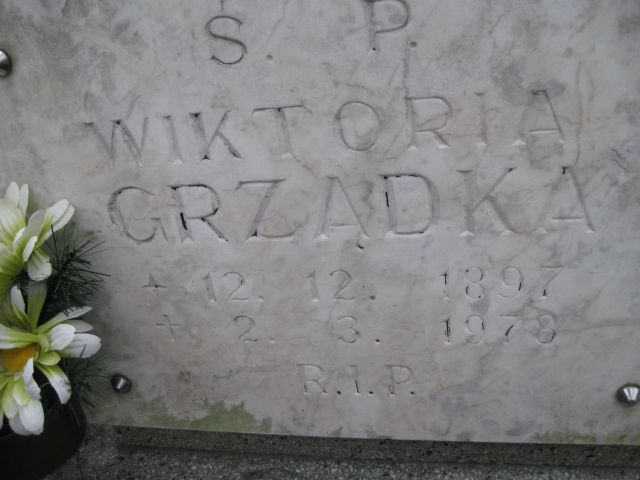 S. P.
WIKTORIA
GRZĄDKA
+ 12. 12. 1897
+ 2. 3. 1978
R.I.P.